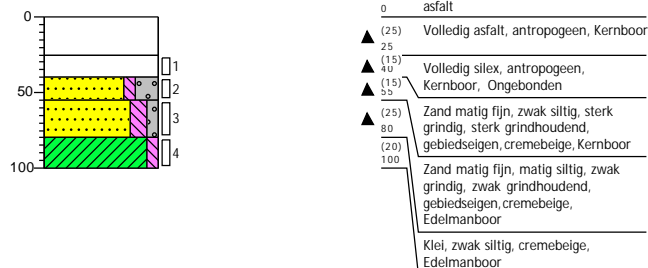 0
50
100
1
2
3
4
0
asfalt
(25)
Volledig asfalt, antropogeen, Kernboor
25
(15)
40
Volledig silex, antropogeen,
Kernboor, Ongebonden
(15)
55
Zand matig fijn, zwak siltig, sterk
grindig, sterk grindhoudend,
gebiedseigen, cremebeige, Kernboor
(25)
80
(20)
100
Zand matig fijn, matig siltig, zwak
grindig, zwak grindhoudend,
gebiedseigen, cremebeige,
Edelmanboor
Klei, zwak siltig, cremebeige,
Edelmanboor